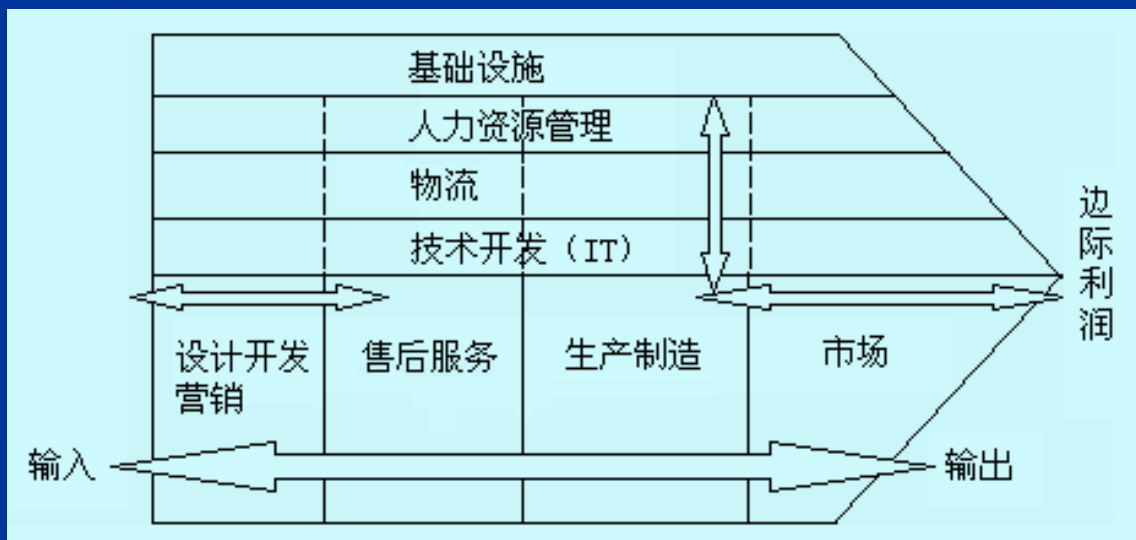 基础设施
人力资源管理
物流
技术开发（IT）
边际利润
设计开发
营销
售后服务
生产制造
市场
输入
输出